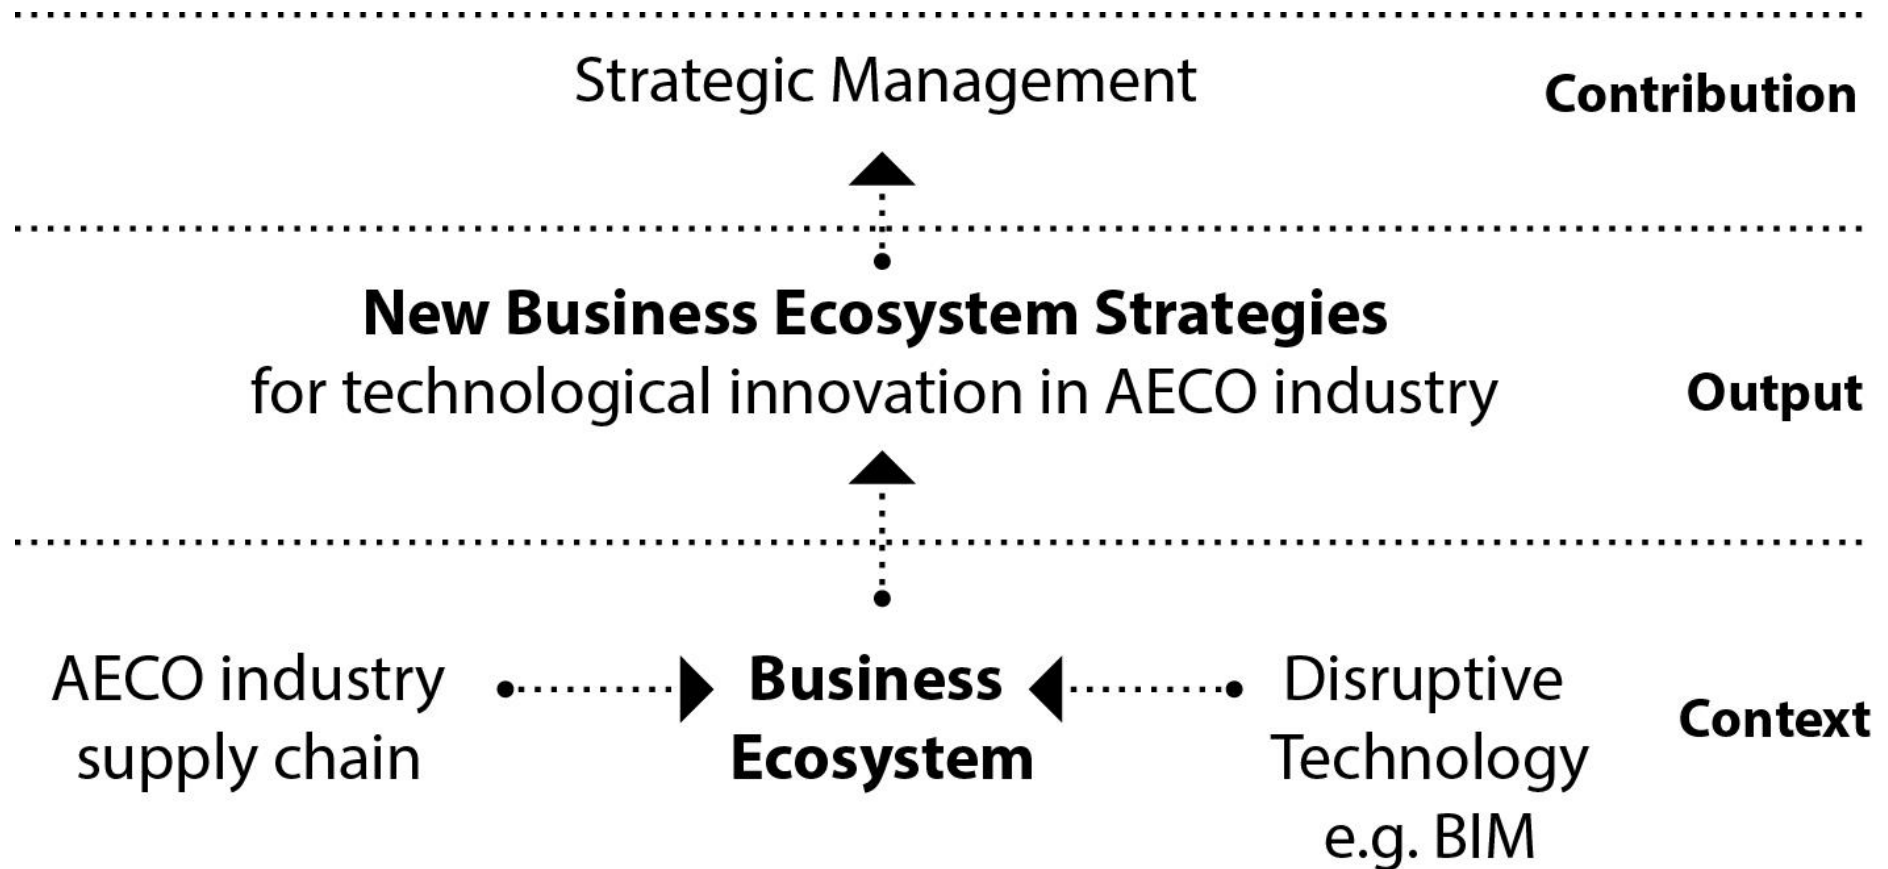 Strategic Management
Contribution
New Business Ecosystem Strategies
for technological innovation in AECO industry
Output
AECO industry
supply chain
Business
Ecosystem
Disruptive
Technology
e.g. BIM
Context